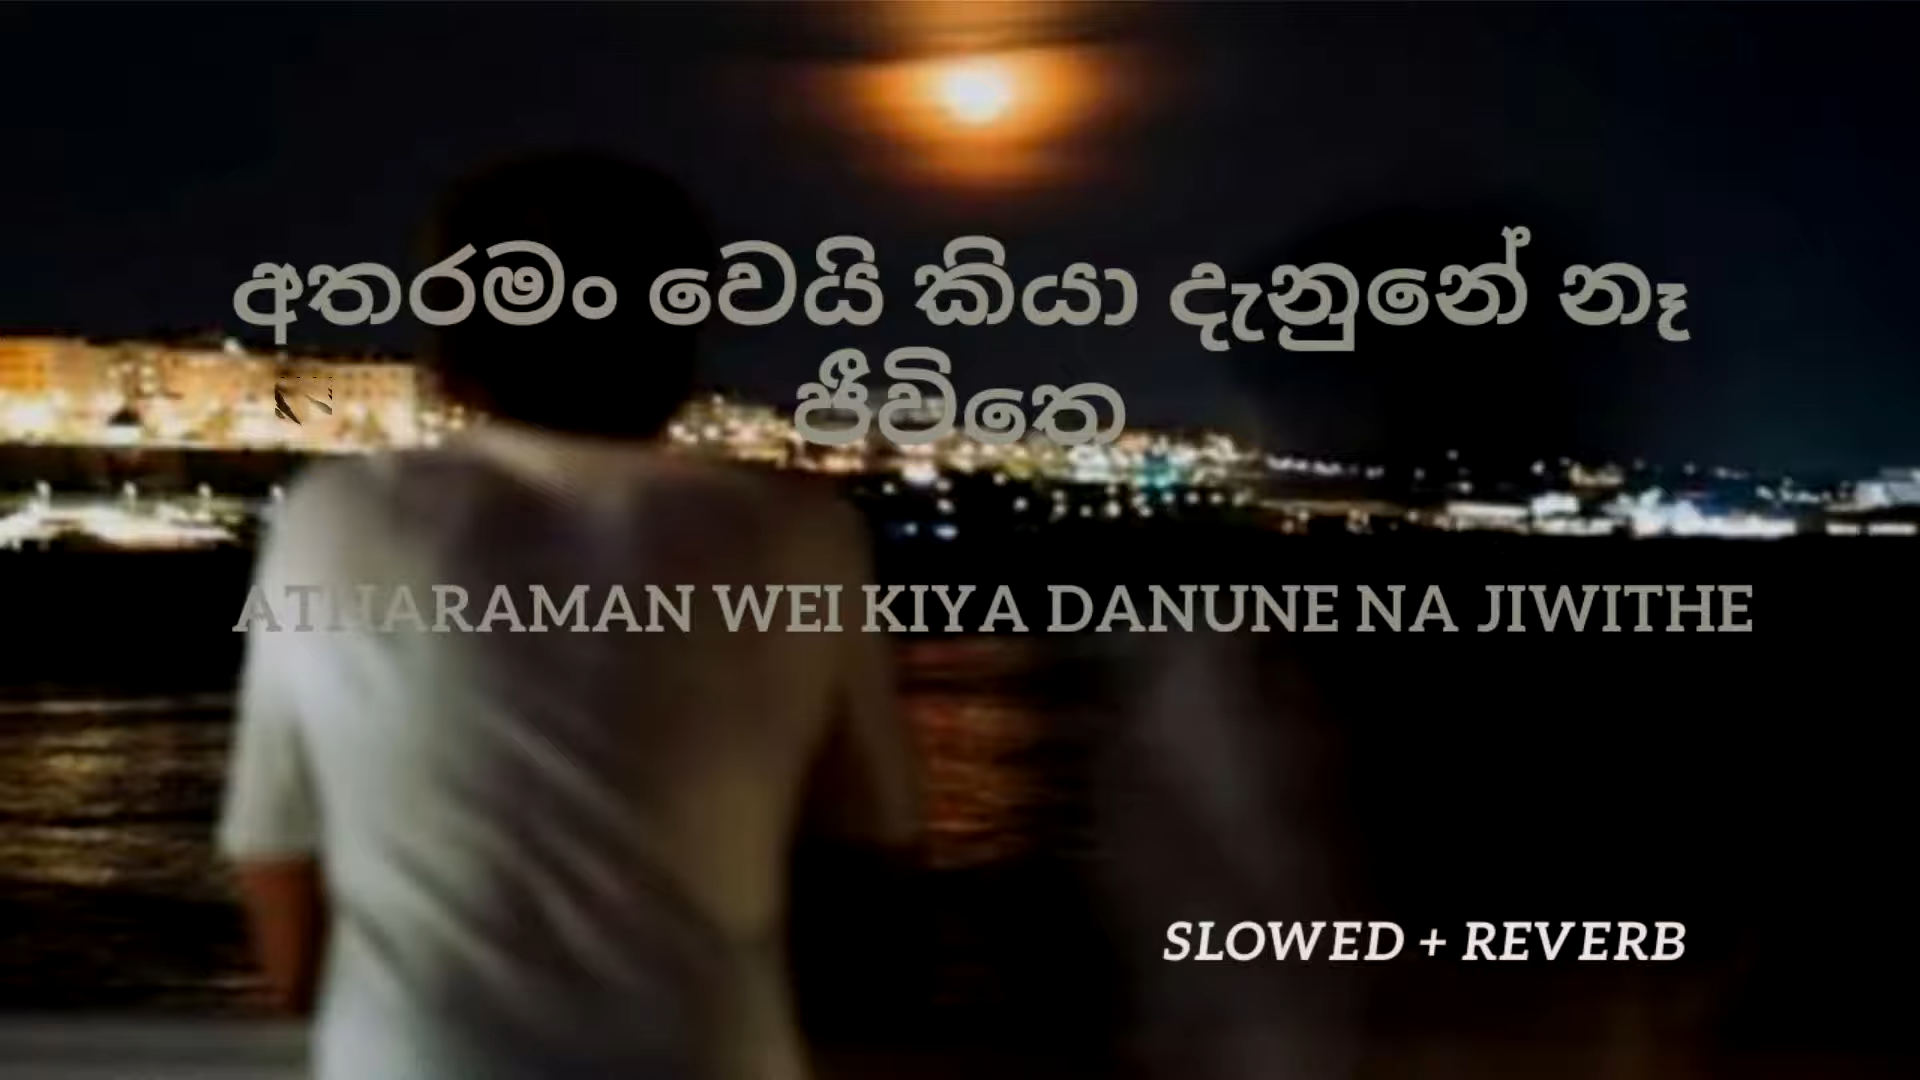 අතරමං වෙයි කියා දැනුනේ නෑ
ජීවිතෙ
ATHARAMAN WEI KIYA DANUNE NA JIWITHE
SLOWED + REVERB